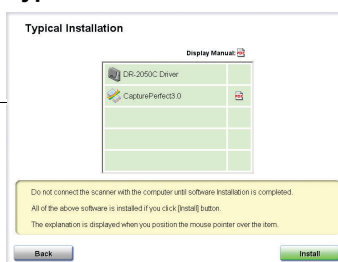 Typical Installation
Display Manual:
DR-2050C Driver
CapturePerfect3.0
Do not connect the scanner with the computer until software Installation is completed.
All of the above software is installed if you click [Install] button.
The explanation is displayed when you position the mouse pointer over the item.
Back
Install